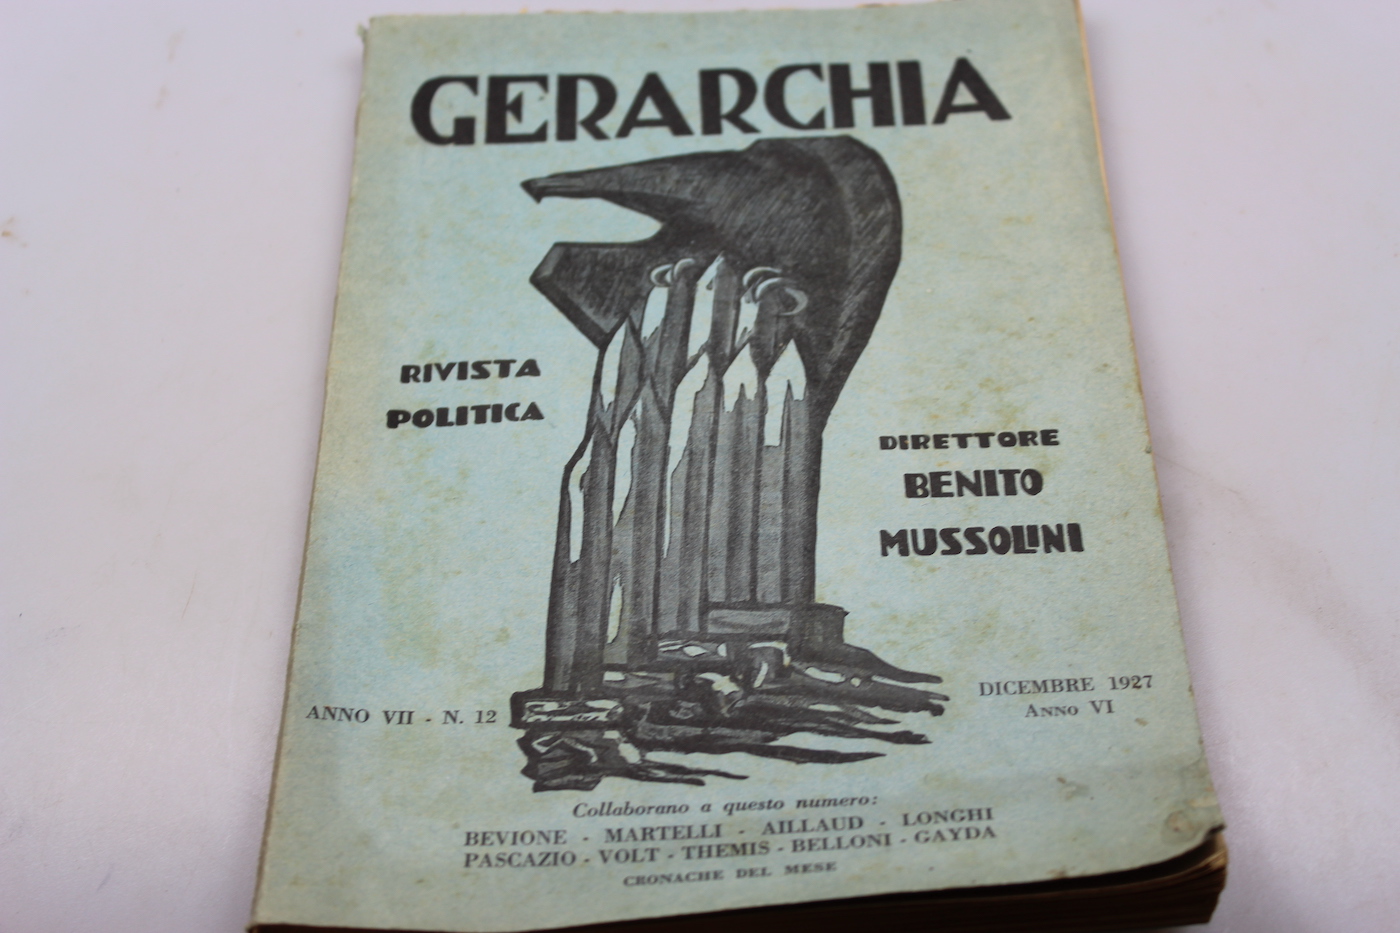 GERARCHIA
RIVISTA
POLITICA
DIRETTORE
BENITO
MUSSOLINI
ANNO VII - N. 12
DICEMBRE 1927
ANNO VI
Collaborano a questo numero:
BEVIONE - MARTELLI - AILLAUD - LONGHI
PASCAZIO - VOLT - THEMIS - BELLONI - GAYDA
CRONACHE DEL MESE